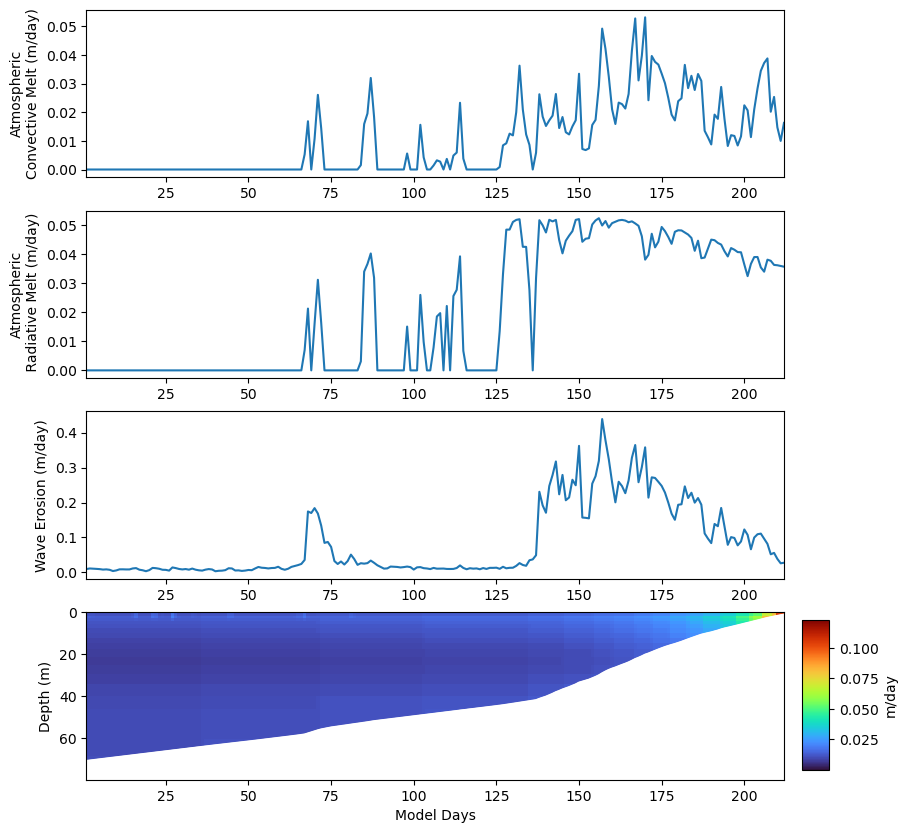 Atmospheric
Convective Melt (m/day)
0.05
0.04
0.03
0.02
0.01
0.00
25 50 75 100 125 150 175 200
Atmospheric
Radiative Melt (m/day)
0.05
0.04
0.03
0.02
0.01
0.00
25 50 75 100 125 150 175 200
Wave Erosion (m/day)
0.4
0.3
0.2
0.1
0.0
25 50 75 100 125 150 175 200
Depth (m)
0
20
40
60
25 50 75 100 125 150 175 200
Model Days
0.100
0.075
0.050
0.025
m/day